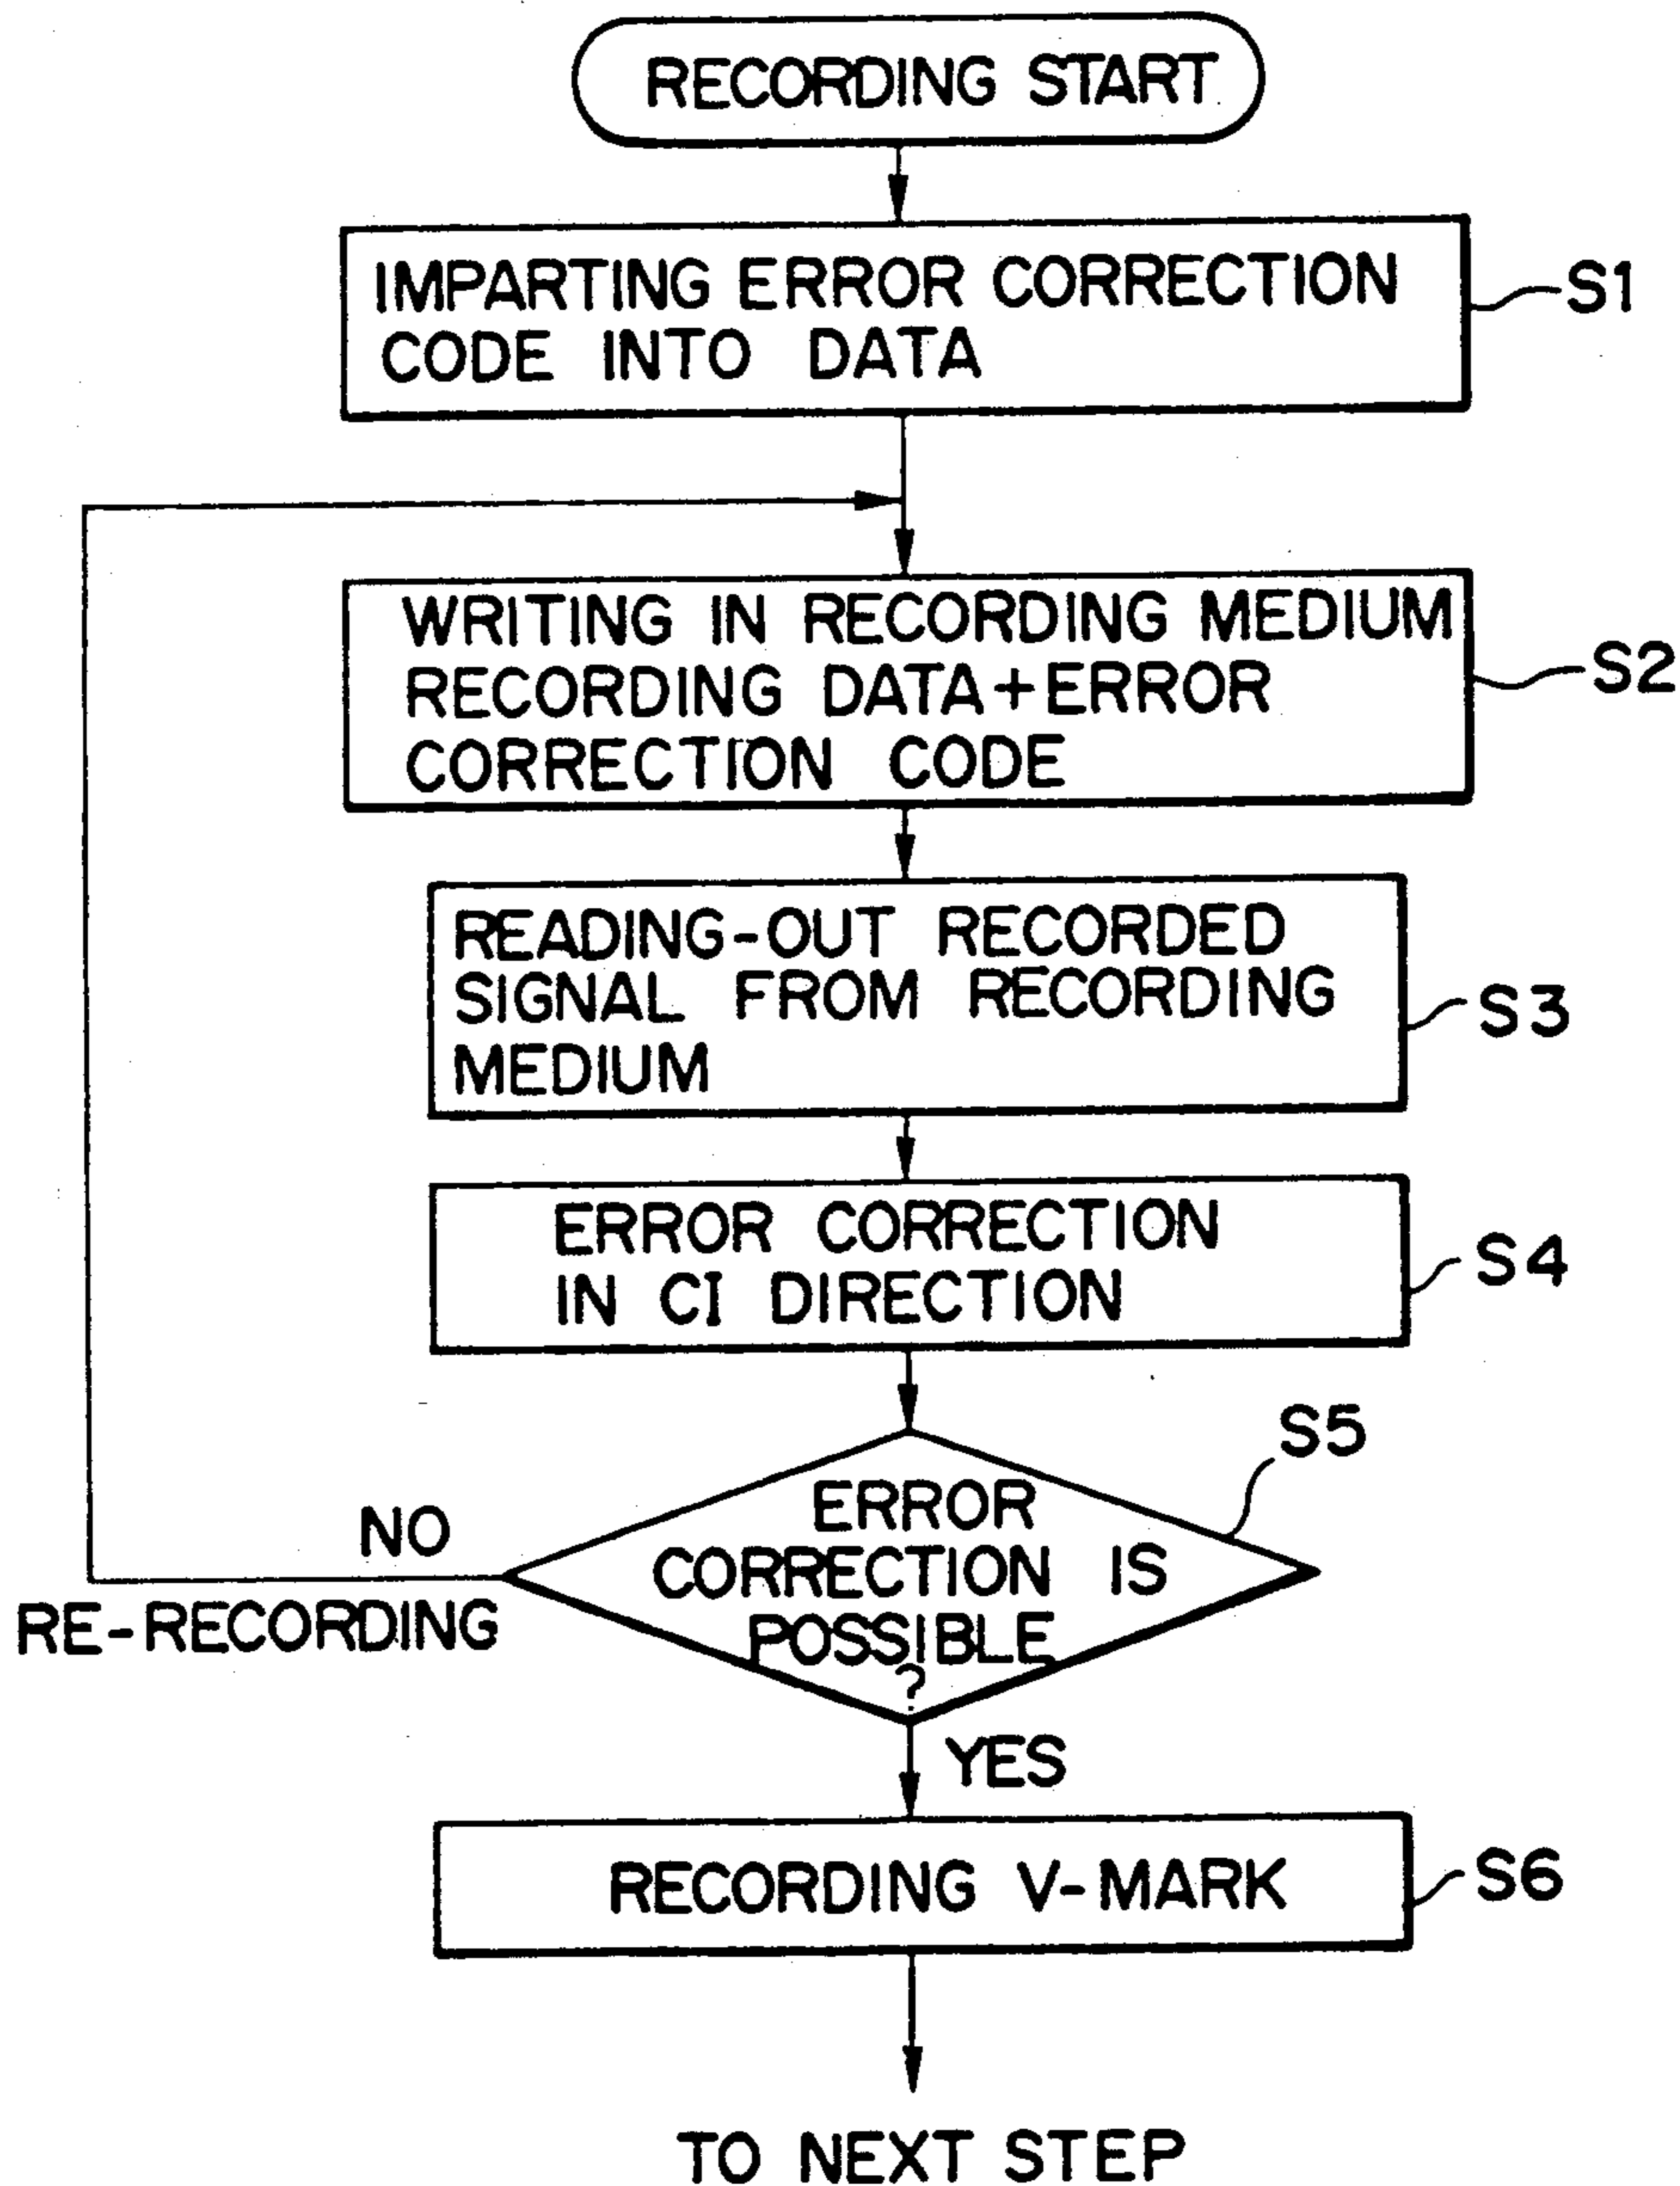 RECORDING START
IMPARTING ERROR CORRECTION
CODE INTO DATA
S1
WRITING IN RECORDING MEDIUM
RECORDING DATA+ERROR
CORRECTION CODE
S2
READING-OUT RECORDED
SIGNAL FROM RECORDING
MEDIUM
S3
ERROR CORRECTION
IN CI DIRECTION
S4
S5
ERROR
CORRECTION IS
POSSIBLE
?
NO
RE-RECORDING
YES
RECORDING V-MARK
S6
TO NEXT STEP